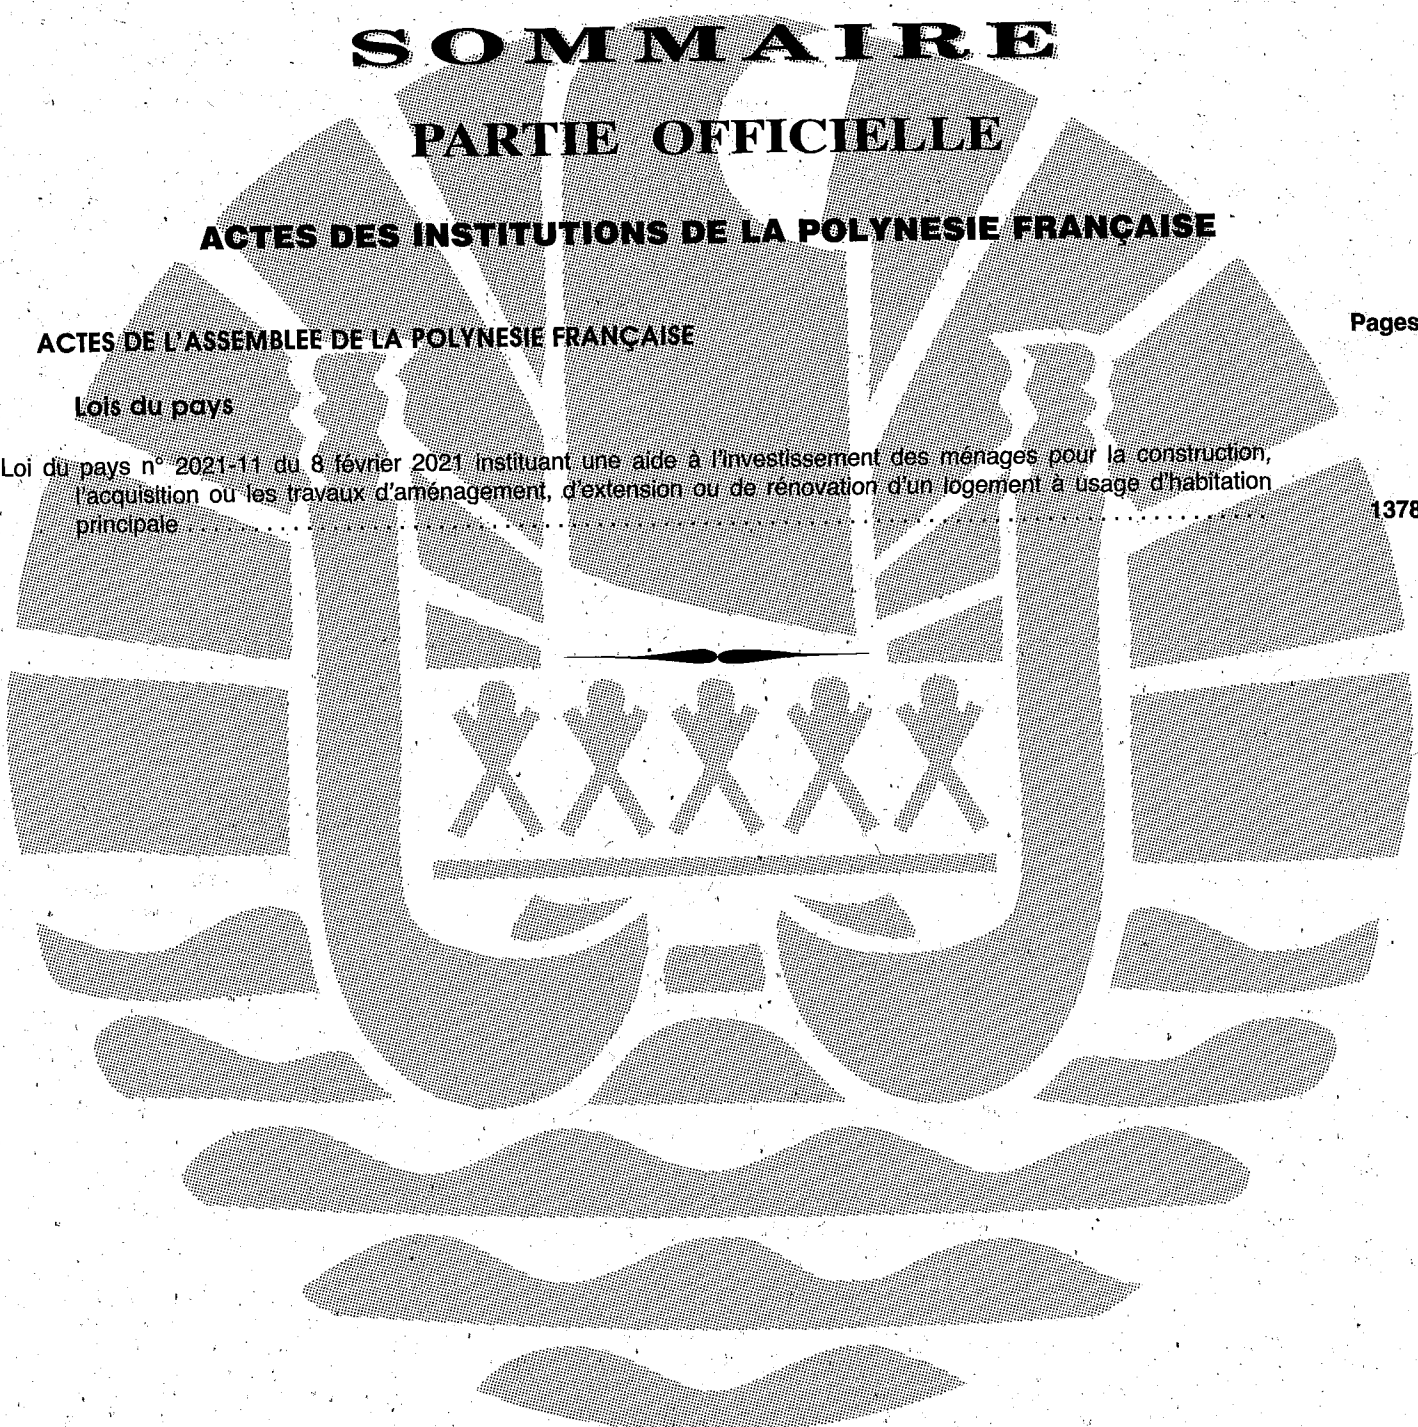 SOMMAIRE
PARTIE OFFICIELLE
ACTES DES INSTITUTIONS DE LA POLYNESIE FRANÇAISE
Pages
ACTES DE L'ASSEMBLEE DE LA POLYNESIE FRANÇAISE
Lois du pays
Loi du pays n° 2021-11 du 8 février 2021 instituant une aide à l'investissement des ménages pour la construction,
l'acquisition ou les travaux d'aménagement, d'extension ou de rénovation d'un logement à usage d'habitation
principale . . . . . . . . . . . . . . . . . . . . . . . . . . . . . . . . . . . . . . . . 1378